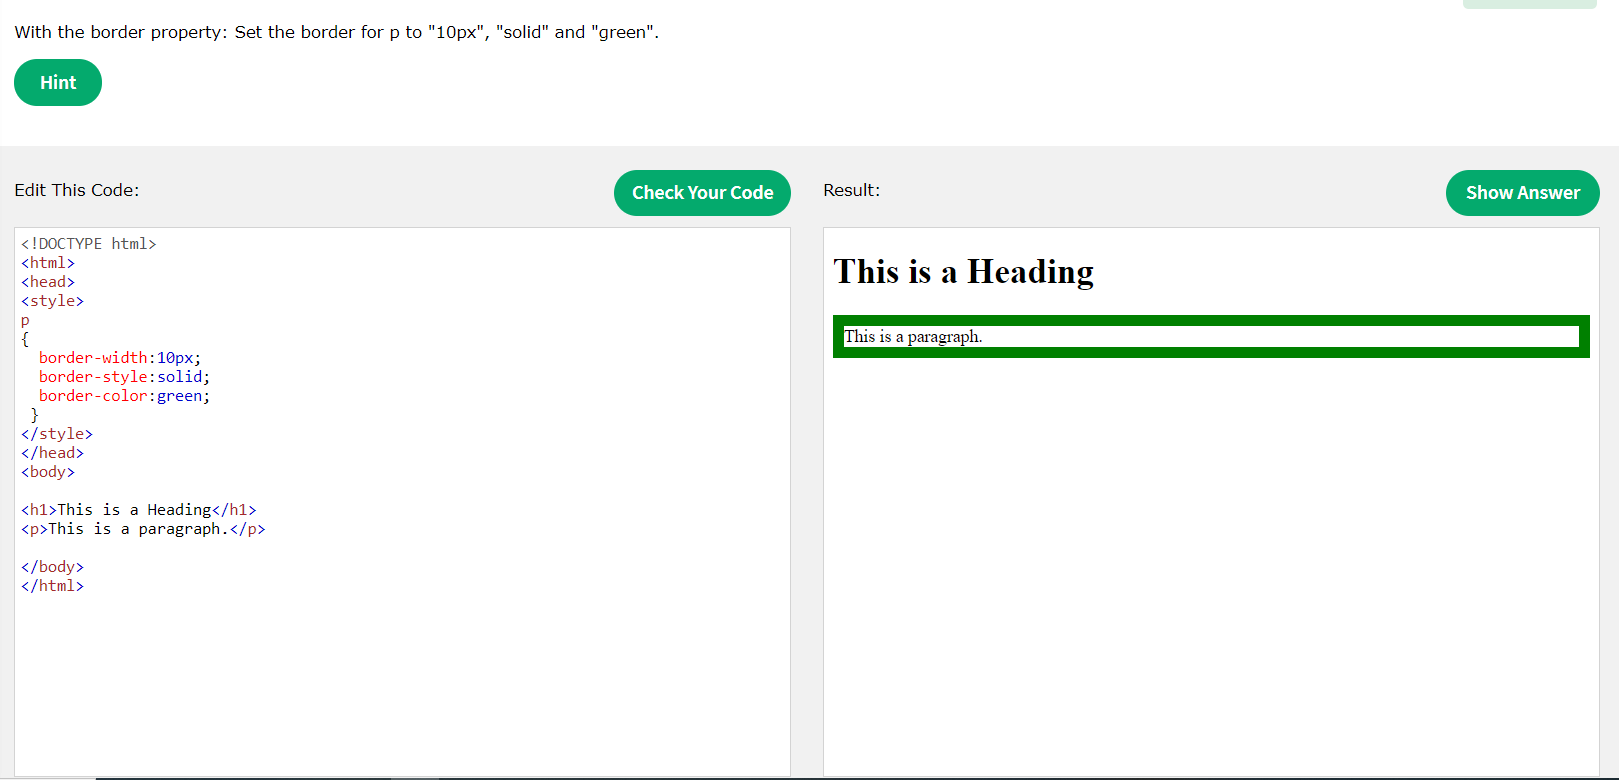 With the border property: Set the border for p to "10px", "solid" and "green".
Hint
Edit This Code:
Check Your Code
<!DOCTYPE html>
<html>
<head>
<style>
p
{
  border-width:10px;
  border-style:solid;
  border-color:green;
 }
</style>
</head>
<body>

<h1>This is a Heading</h1>
<p>This is a paragraph.</p>

</body>
</html>
Result:
Show Answer
This is a Heading
This is a paragraph.